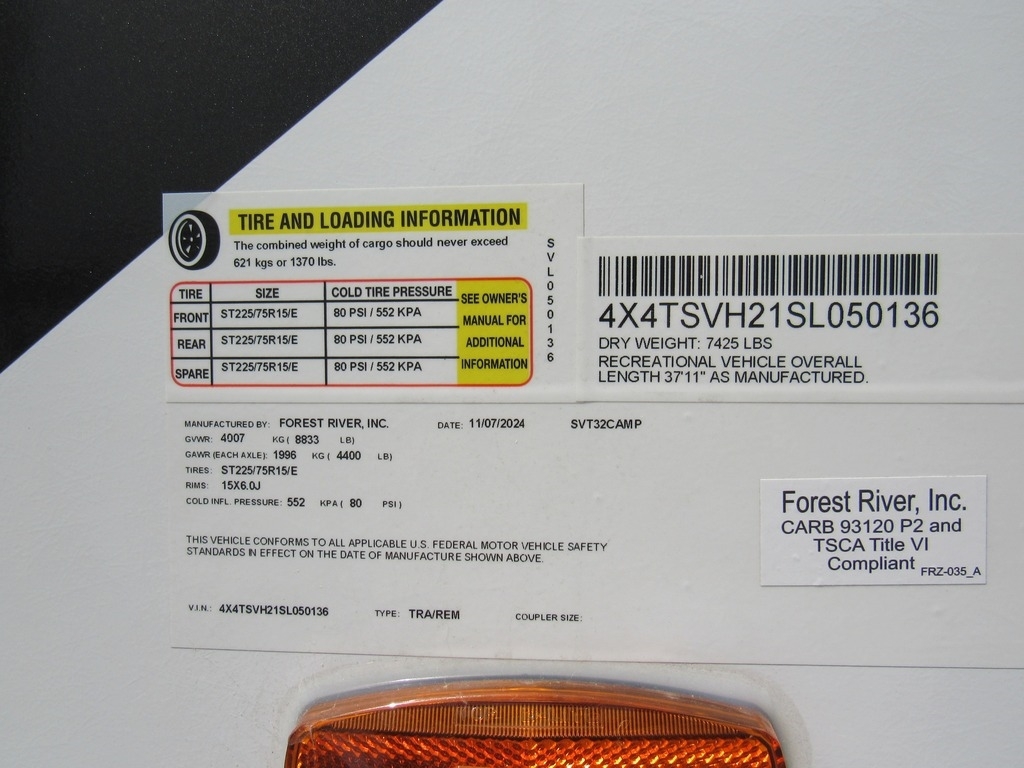 TIRE AND LOADING INFORMATION
The combined weight of cargo should never exceed
621 kgs or 1370 lbs.
TIRE SIZE COLD TIRE PRESSURE
FRONT ST225/75R15/E 80 PSI / 552 KPA
REAR ST225/75R15/E 80 PSI / 552 KPA
SPARE ST225/75R15/E 80 PSI / 552 KPA
SEE OWNER'S
MANUAL FOR
ADDITIONAL
INFORMATION
SVL050136
4X4TSVH21SL050136
DRY WEIGHT: 7425 LBS
RECREATIONAL VEHICLE OVERALL
LENGTH 37'11" AS MANUFACTURED.
MANUFACTURED BY: FOREST RIVER, INC. DATE: 11/07/2024 SVT32CAMP
GVWR: 4007 KG ( 8833 LB)
GAWR (EACH AXLE): 1996 KG ( 4400 LB)
TIRES: ST225/75R15/E
RIMS: 15X6.0J
COLD INFL. PRESSURE: 552 KPA ( 80 PSI )
THIS VEHICLE CONFORMS TO ALL APPLICABLE U.S. FEDERAL MOTOR VEHICLE SAFETY
STANDARDS IN EFFECT ON THE DATE OF MANUFACTURE SHOWN ABOVE.
V.I.N.: 4X4TSVH21SL050136 TYPE: TRA/REM COUPLER SIZE:
Forest River, Inc.
CARB 93120 P2 and
TSCA Title VI
Compliant FRZ-035_A